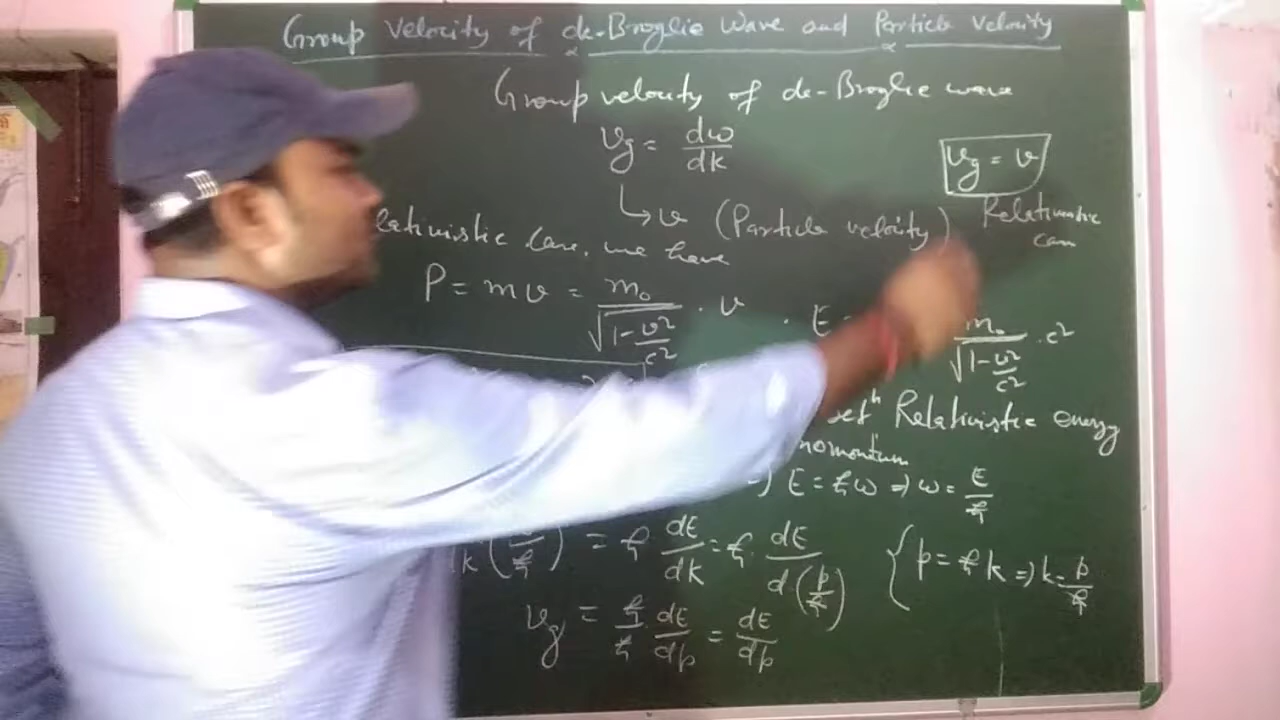 Group Velocity of de-Broglie Wave and Particle Velocity
Group velocity of de-Broglie wave
vg = dω/dk
vg = v
↳ v (Particle velocity)
Relativistic
case
lativistic case, we have
P = mv = m₀/√(1-v²/c²) · v
E
m₀/√(1-v²/c²) · c²
Relativistic energy
momentum
E = ħω ⇒ ω = E/ħ
= ħ dE/dk = ħ · dE/d(p/ħ)
{ p = ħk ⇒ k = p/ħ
vg = ħ/ħ dE/dp = dE/dp